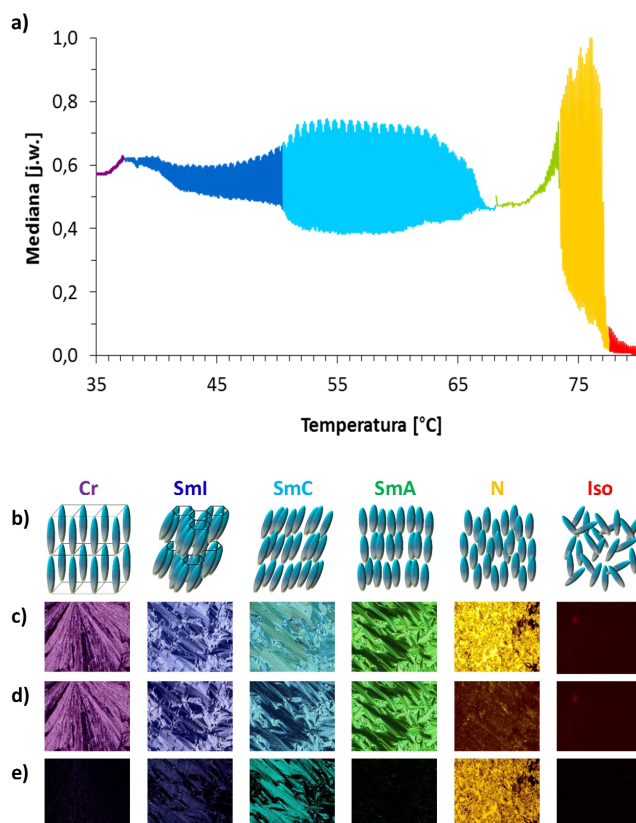 a)
1,0
0,8
0,6
0,4
0,2
0,0
Mediana [j.w.]
35
45
55
65
75
Temperatura [°C]
Cr SmI SmC SmA N Iso
b)
c)
d)
e)